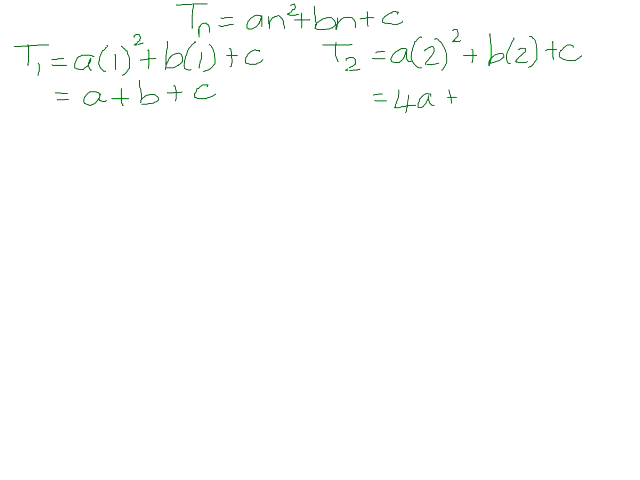 Tₙ = an² + bn + c
T₁ = a(1)² + b(1) + c
= a + b + c
T₂ = a(2)² + b(2) + c
= 4a +